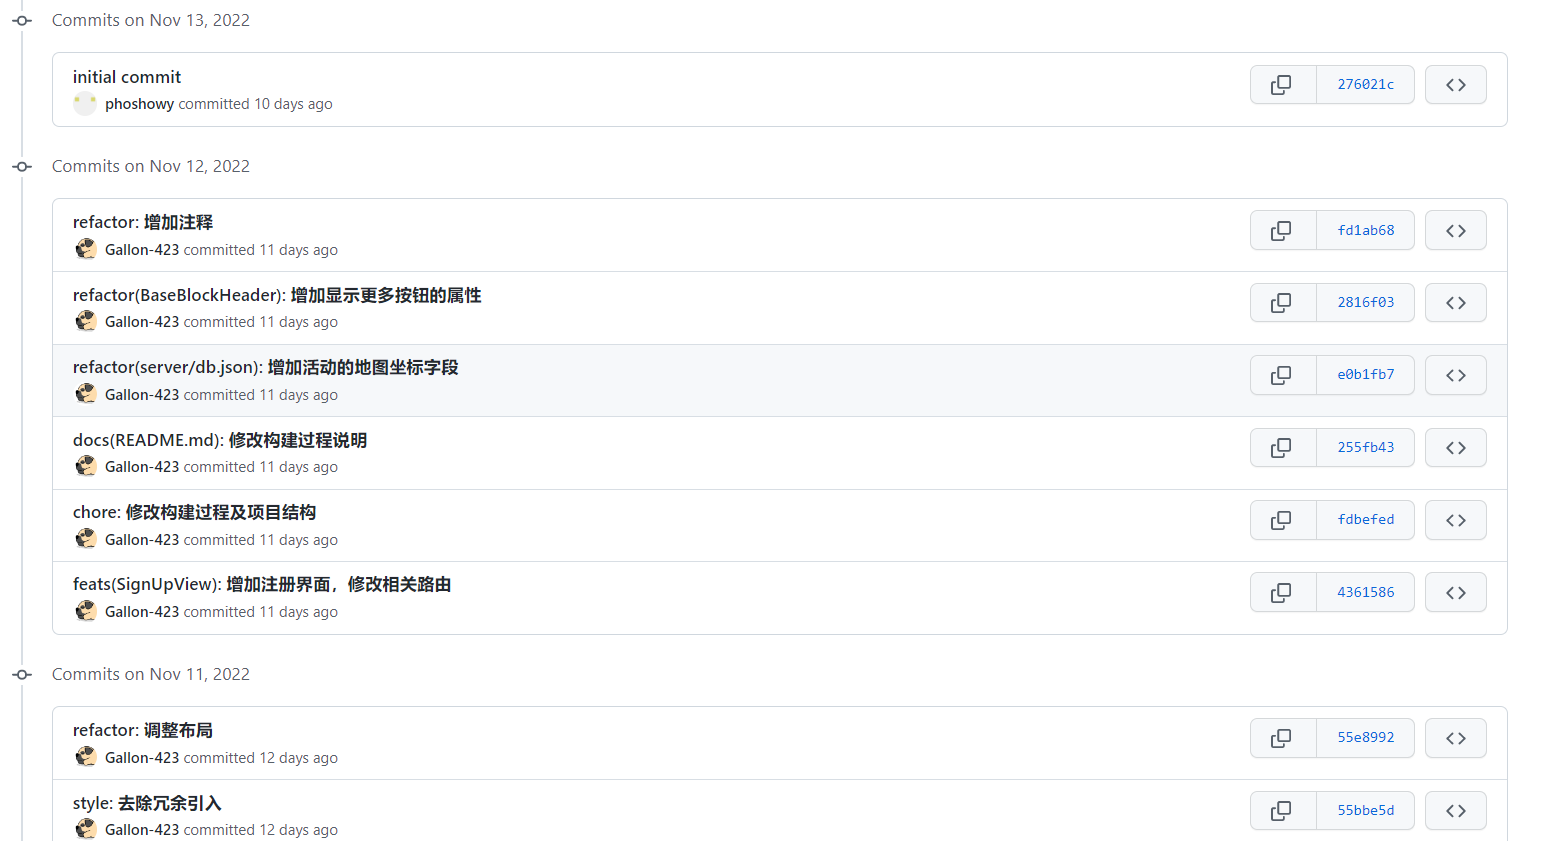 Commits on Nov 13, 2022
initial commit
phoshowy committed 10 days ago
276021c
Commits on Nov 12, 2022
refactor: 增加注释
Gallon-423 committed 11 days ago
fd1ab68
refactor(BaseBlockHeader): 增加显示更多按钮的属性
Gallon-423 committed 11 days ago
2816f03
refactor(server/db.json): 增加活动的地图坐标字段
Gallon-423 committed 11 days ago
e0b1fb7
docs(README.md): 修改构建过程说明
Gallon-423 committed 11 days ago
255fb43
chore: 修改构建过程及项目结构
Gallon-423 committed 11 days ago
fdbefed
feats(SignUpView): 增加注册界面，修改相关路由
Gallon-423 committed 11 days ago
4361586
Commits on Nov 11, 2022
refactor: 调整布局
Gallon-423 committed 12 days ago
55e8992
style: 去除冗余引入
Gallon-423 committed 12 days ago
55bbe5d